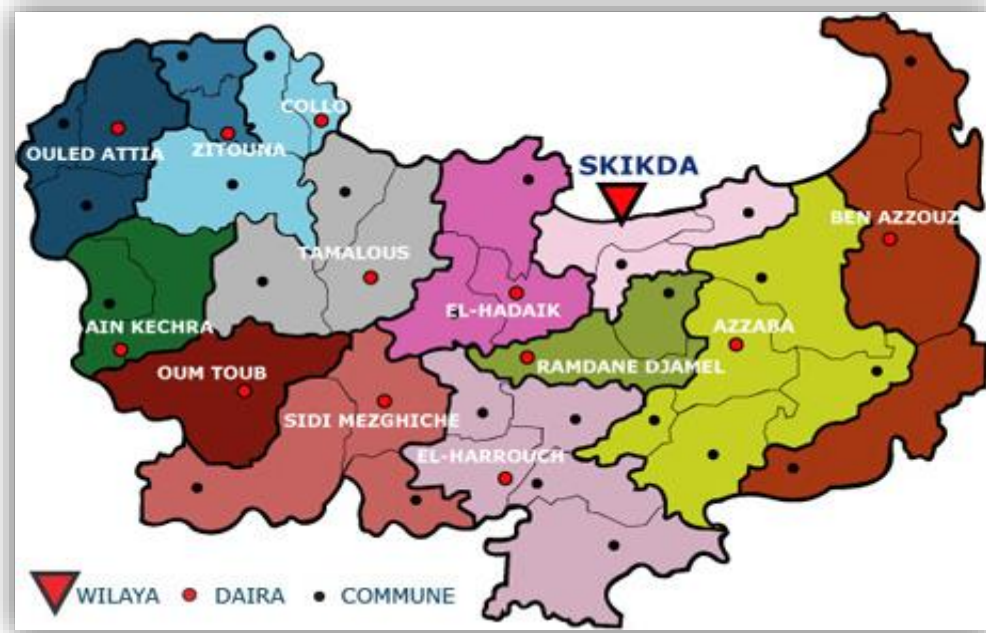 COLLO
OULED ATTIA
ZITOUNA
SKIKDA
BEN AZZOUZ
TAMALOUS
EL-HADAIK
AIN KECHRA
AZZABA
RAMDANE DJAMEL
OUM TOUB
SIDI MEZGHICHE
EL-HARROUCH
WILAYA DAIRA COMMUNE